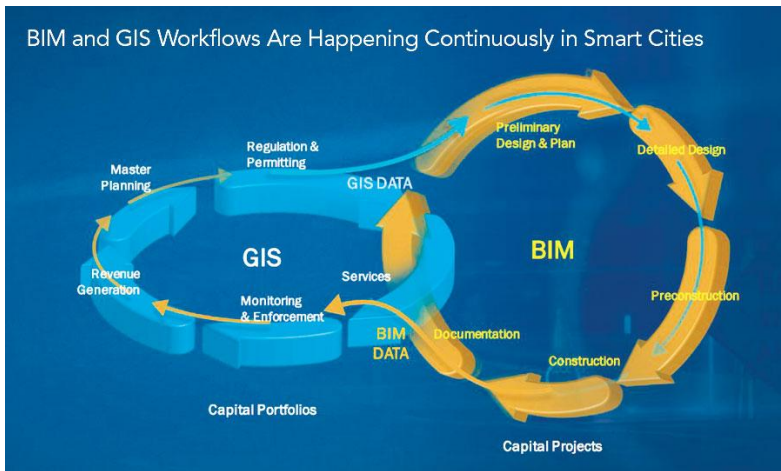 BIM and GIS Workflows Are Happening Continuously in Smart Cities
Preliminary
Design & Plan
Regulation &
Permitting
Detailed Design
Master
Planning
GIS DATA
GIS
BIM
Services
Revenue
Generation
Monitoring
& Enforcement
Preconstruction
BIM
DATA
Documentation
Construction
Capital Portfolios
Capital Projects